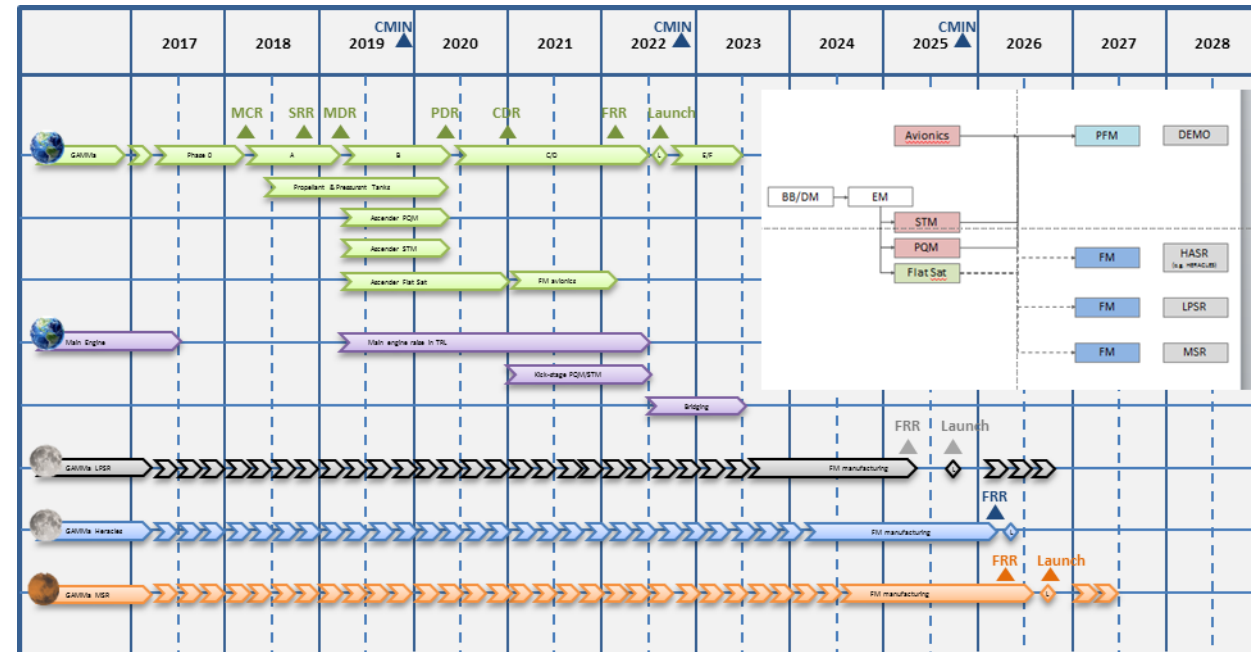 CMIN CMIN CMIN
2017 2018 2019 2020 2021 2022 2023 2024 2025 2026 2027 2028
MCR SRR MDR PDR CDR FRR Launch
GAMMa Phase 0 A B C/D L E/F
Propellant & Pressurant Tanks
Ascender PQM
Ascender STM
Ascender Flat Sat FM avionics
Main Engine Main engine raise in TRL
Kick-stage PQM/STM
Bridging
FRR Launch
GAMMa LPSR FM manufacturing L
FRR
GAMMa Heracles FM manufacturing L
FRR Launch
GAMMa MSR FM manufacturing L
Avionics PFM DEMO
BB/DM EM
STM
PQM
Flat Sat
FM HASR
(e.g. HERACLES)
FM LPSR
FM MSR